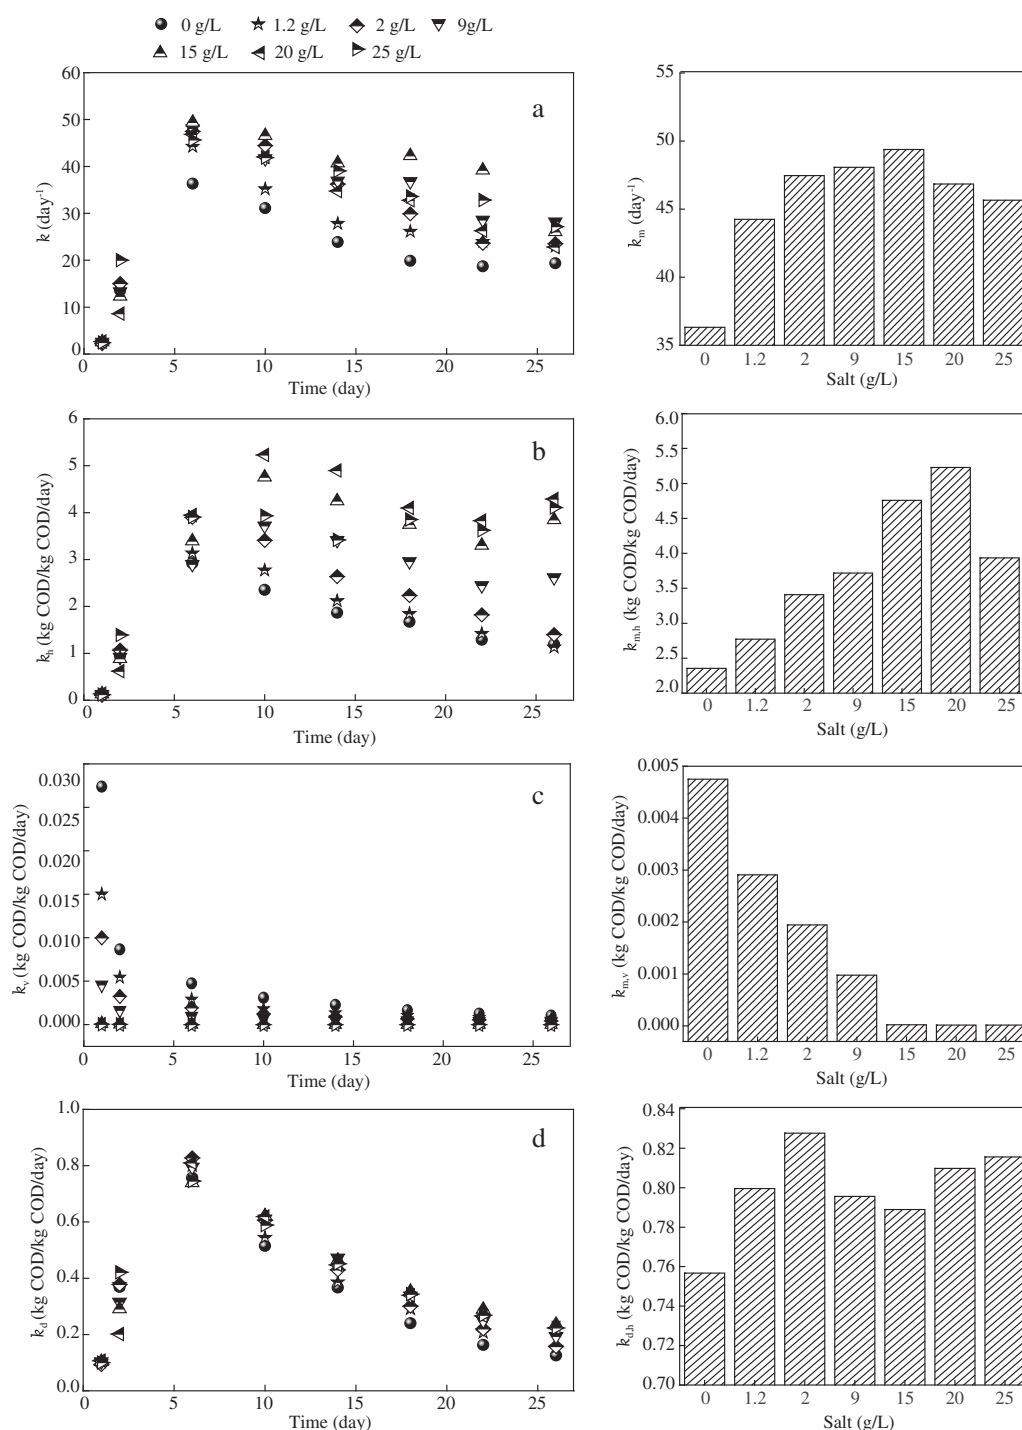 0 g/L 1.2 g/L 2 g/L 9g/L
15 g/L 20 g/L 25 g/L
a
60
50
40
30
20
10
0
k (day⁻¹)
0 5 10 15 20 25
Time (day)
55
50
45
40
35
kₘ (day⁻¹)
0 1.2 2 9 15 20 25
Salt (g/L)
b
6
5
4
3
2
1
0
k_h (kg COD/kg COD/day)
0 5 10 15 20 25
Time (day)
6.0
5.5
5.0
4.5
4.0
3.5
3.0
2.5
2.0
k_m,h (kg COD/kg COD/day)
0 1.2 2 9 15 20 25
Salt (g/L)
c
0.030
0.025
0.020
0.015
0.010
0.005
0.000
k_v (kg COD/kg COD/day)
0 5 10 15 20 25
Time (day)
0.005
0.004
0.003
0.002
0.001
0.000
k_m,v (kg COD/kg COD/day)
0 1.2 2 9 15 20 25
Salt (g/L)
d
1.0
0.8
0.6
0.4
0.2
0.0
k_d (kg COD/kg COD/day)
0 5 10 15 20 25
Time (day)
0.84
0.82
0.80
0.78
0.76
0.74
0.72
0.70
k_d,h (kg COD/kg COD/day)
0 1.2 2 9 15 20 25
Salt (g/L)